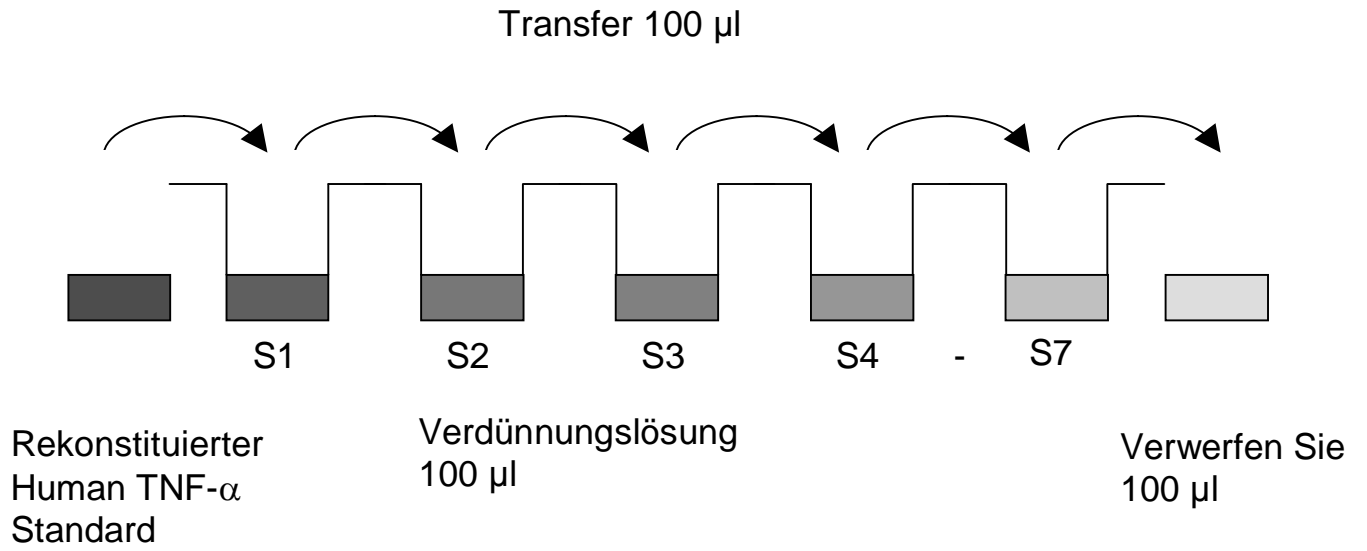 Transfer 100 µl
S1 S2 S3 S4 - S7
Rekonstituierter
Human TNF-α
Standard
Verdünnungslösung
100 µl
Verwerfen Sie
100 µl